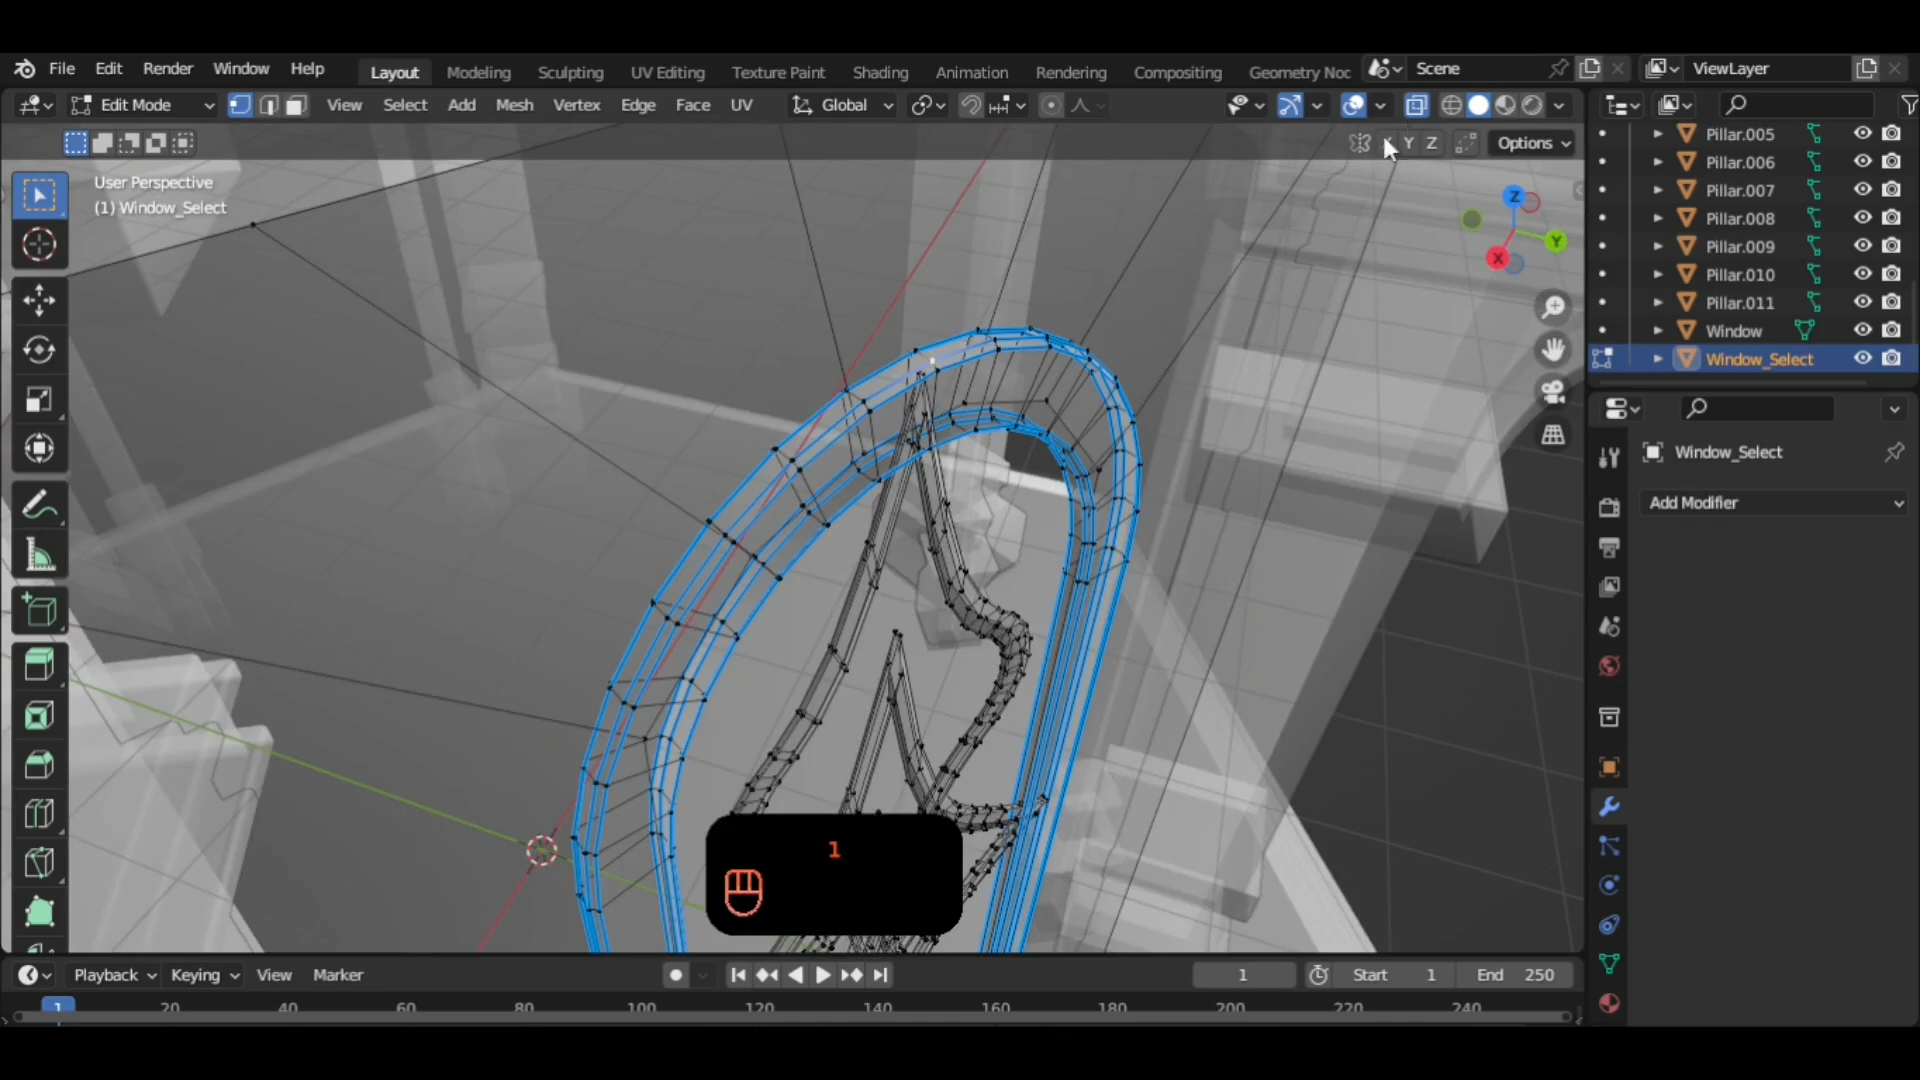 File Edit Render Window Help Layout Modeling Sculpting UV Editing Texture Paint Shading Animation Rendering Compositing Geometry Noc Scene ViewLayer
Edit Mode View Select Add Mesh Vertex Edge Face UV Global
Y Z Options
User Perspective
(1) Window_Select
Z
Y
X
Pillar.005
Pillar.006
Pillar.007
Pillar.008
Pillar.009
Pillar.010
Pillar.011
Window
Window_Select
Window_Select
Add Modifier
1
Playback Keying View Marker 1 Start 1 End 250
1 20 40 60 80 100 120 140 160 180 200 220 240